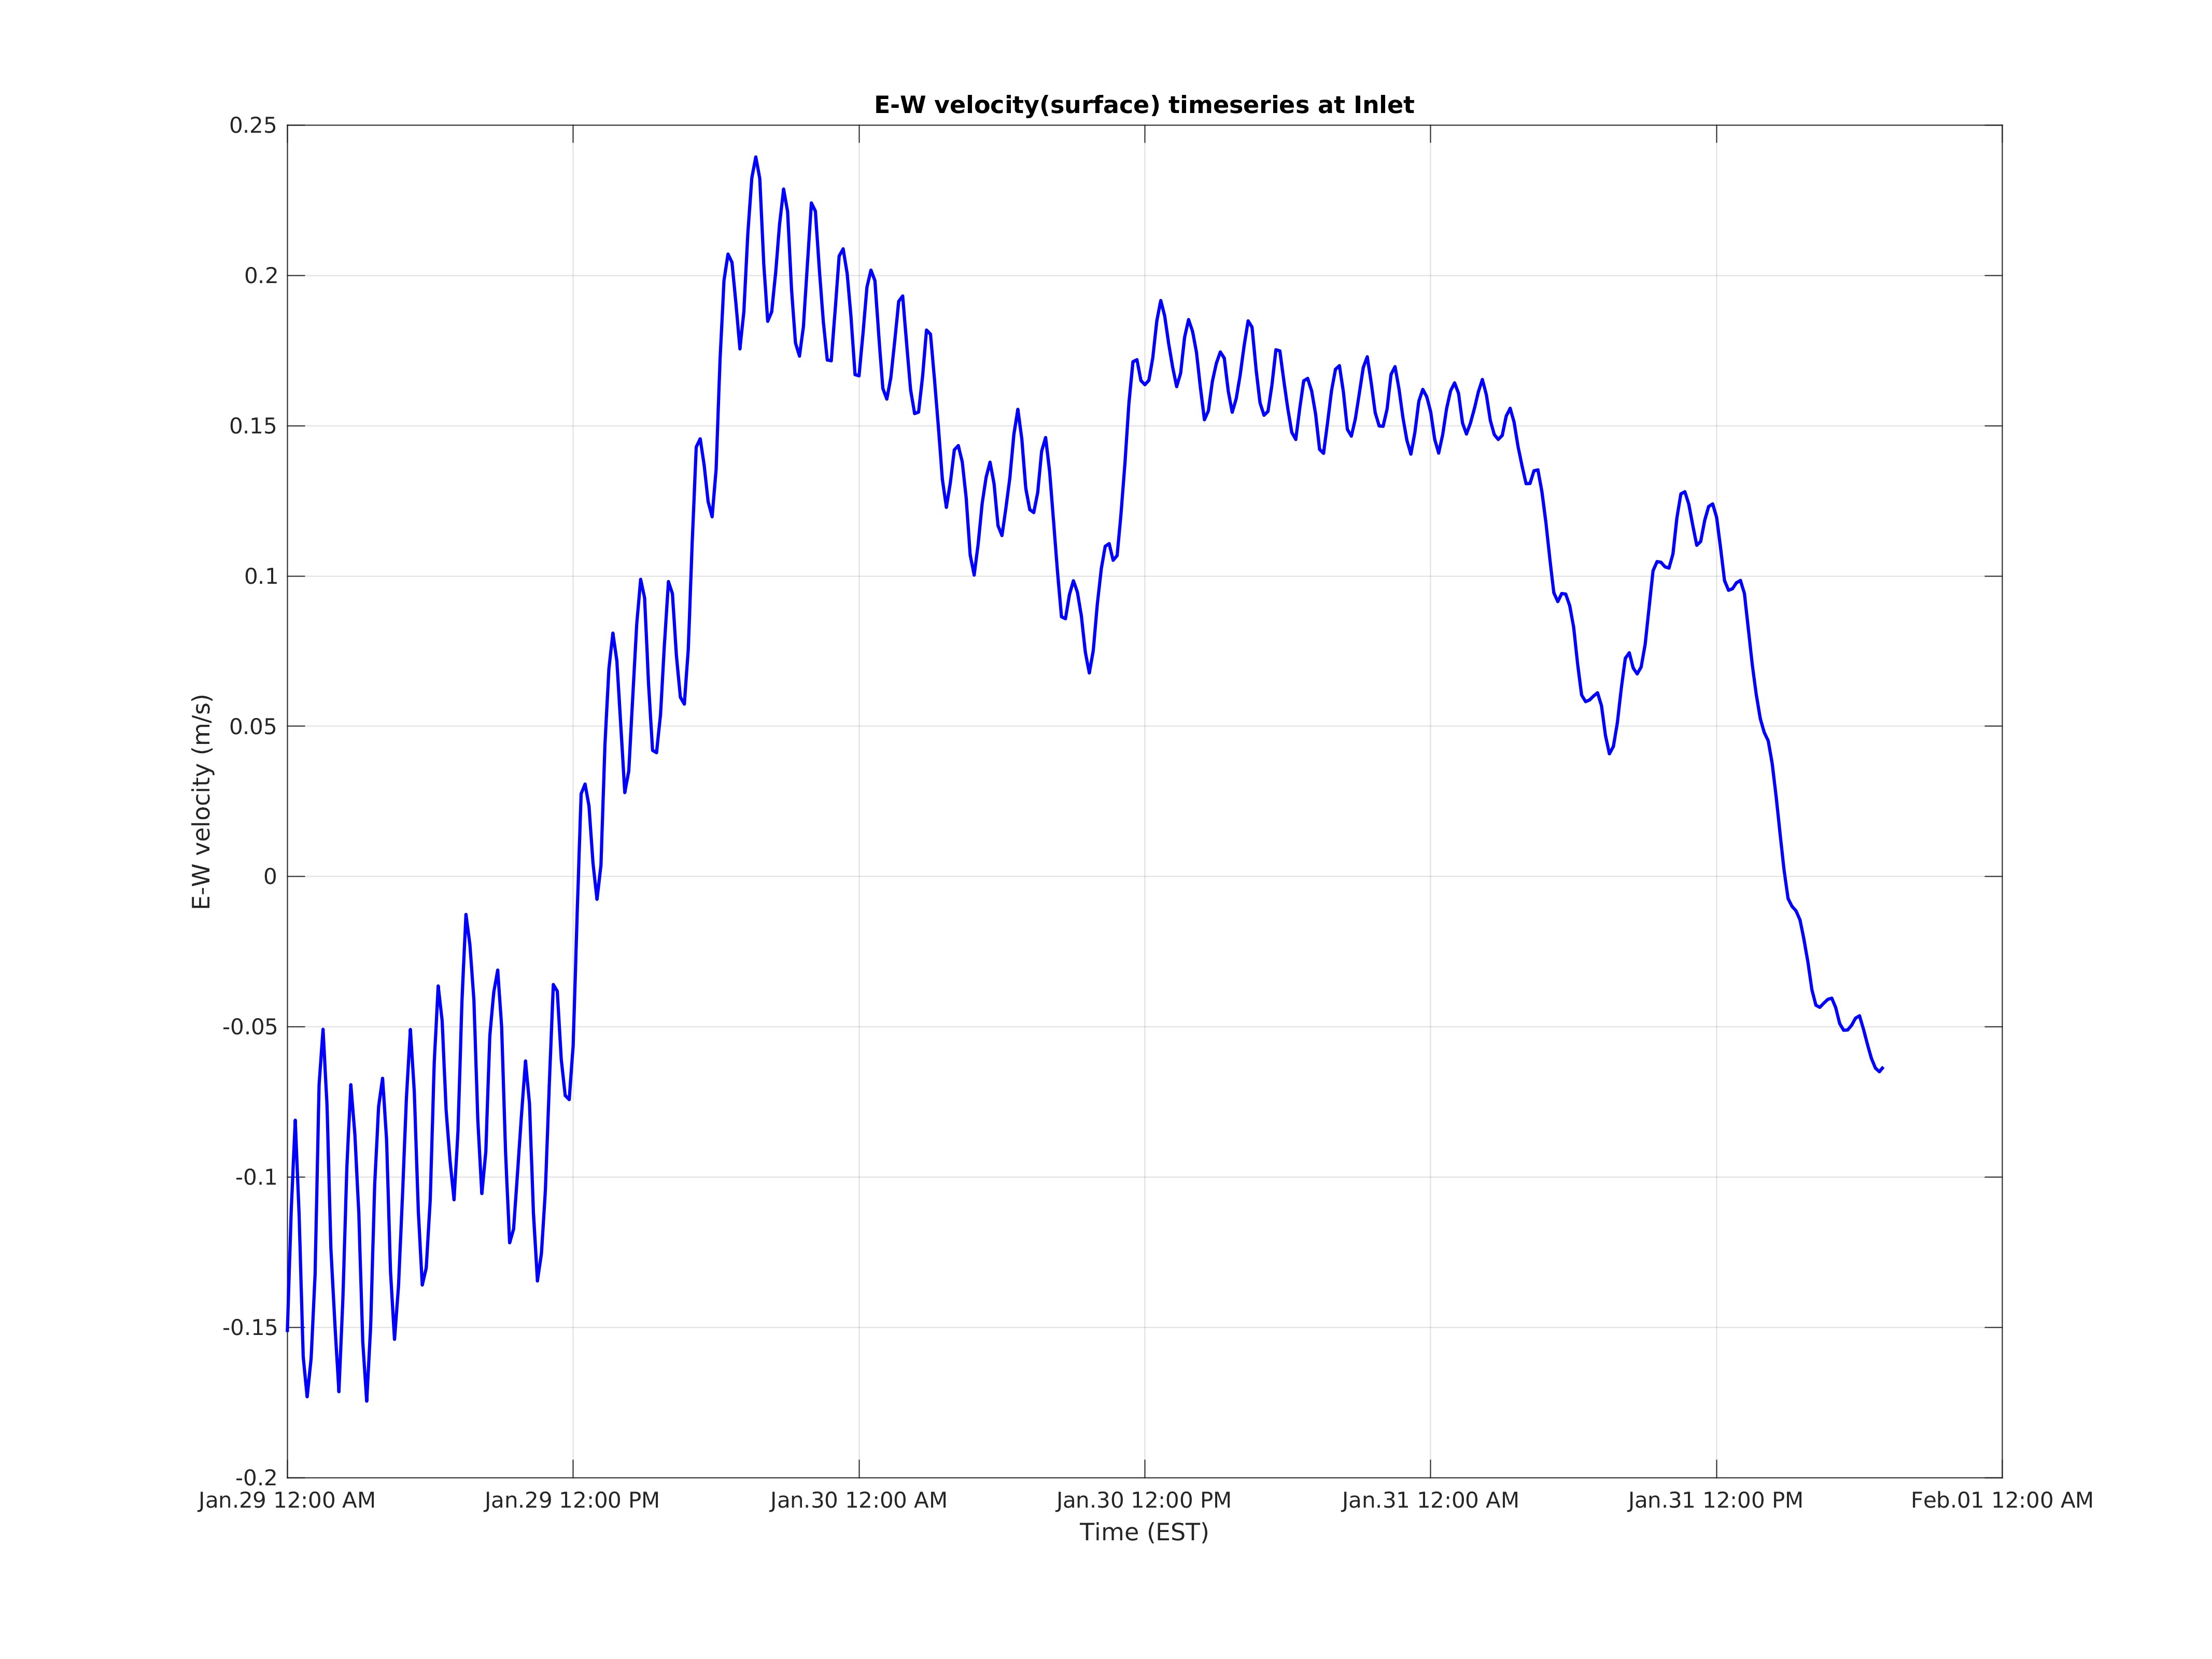 E-W velocity(surface) timeseries at Inlet
0.25
0.2
0.15
0.1
0.05
0
-0.05
-0.1
-0.15
-0.2
E-W velocity (m/s)
Jan.29 12:00 AM Jan.29 12:00 PM Jan.30 12:00 AM Jan.30 12:00 PM Jan.31 12:00 AM Jan.31 12:00 PM Feb.01 12:00 AM
Time (EST)